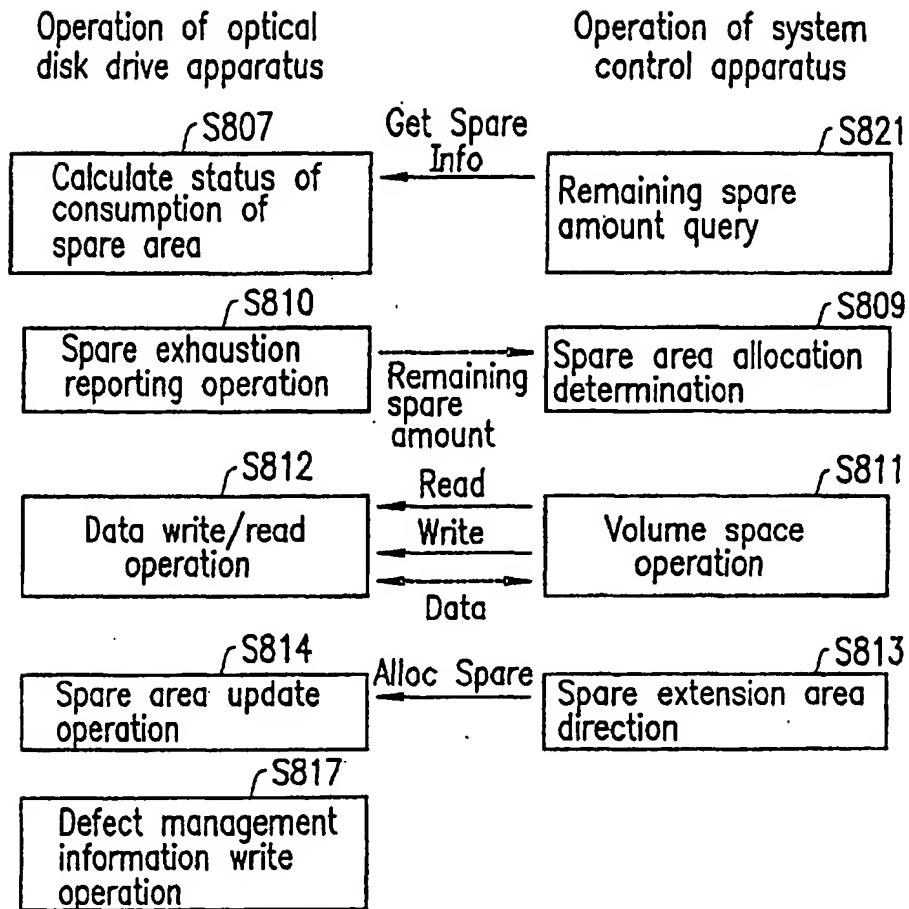 Operation of optical
disk drive apparatus
Operation of system
control apparatus
S807
Calculate status of
consumption of
spare area
Get Spare
Info
S821
Remaining spare
amount query
S810
Spare exhaustion
reporting operation
Remaining
spare
amount
S809
Spare area allocation
determination
S812
Data write/read
operation
Read
Write
Data
S811
Volume space
operation
S814
Spare area update
operation
Alloc Spare
S813
Spare extension area
direction
S817
Defect management
information write
operation